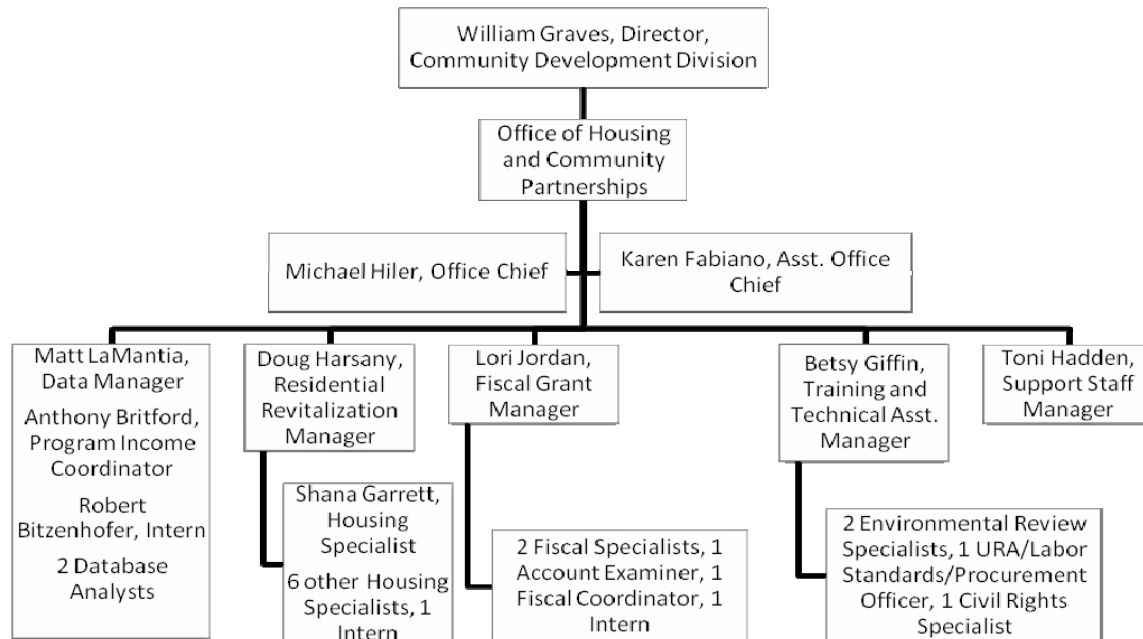 William Graves, Director,
Community Development Division
Office of Housing
and Community
Partnerships
Michael Hiler, Office Chief
Karen Fabiano, Asst. Office
Chief
Matt LaMantia,
Data Manager
Anthony Britford,
Program Income
Coordinator
Robert
Bitzenhofer, Intern
2 Database
Analysts
Doug Harsany,
Residential
Revitalization
Manager
Shana Garrett,
Housing
Specialist
6 other Housing
Specialists, 1
Intern
Lori Jordan,
Fiscal Grant
Manager
2 Fiscal Specialists, 1
Account Examiner, 1
Fiscal Coordinator, 1
Intern
Betsy Giffin,
Training and
Technical Asst.
Manager
2 Environmental Review
Specialists, 1 URA/Labor
Standards/Procurement
Officer, 1 Civil Rights
Specialist
Toni Hadden,
Support Staff
Manager